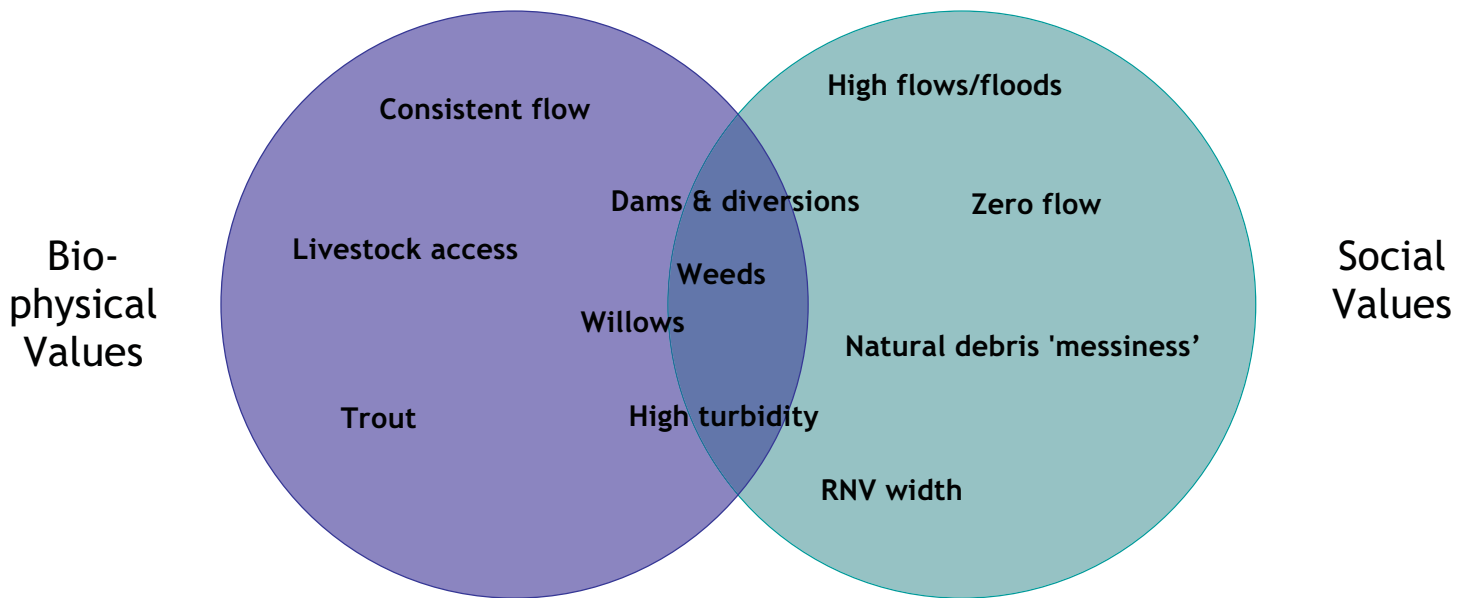 Bio-
physical
Values
Consistent flow
Livestock access
Trout
Dams & diversions
Weeds
Willows
High turbidity
High flows/floods
Zero flow
Natural debris 'messiness’
RNV width
Social
Values